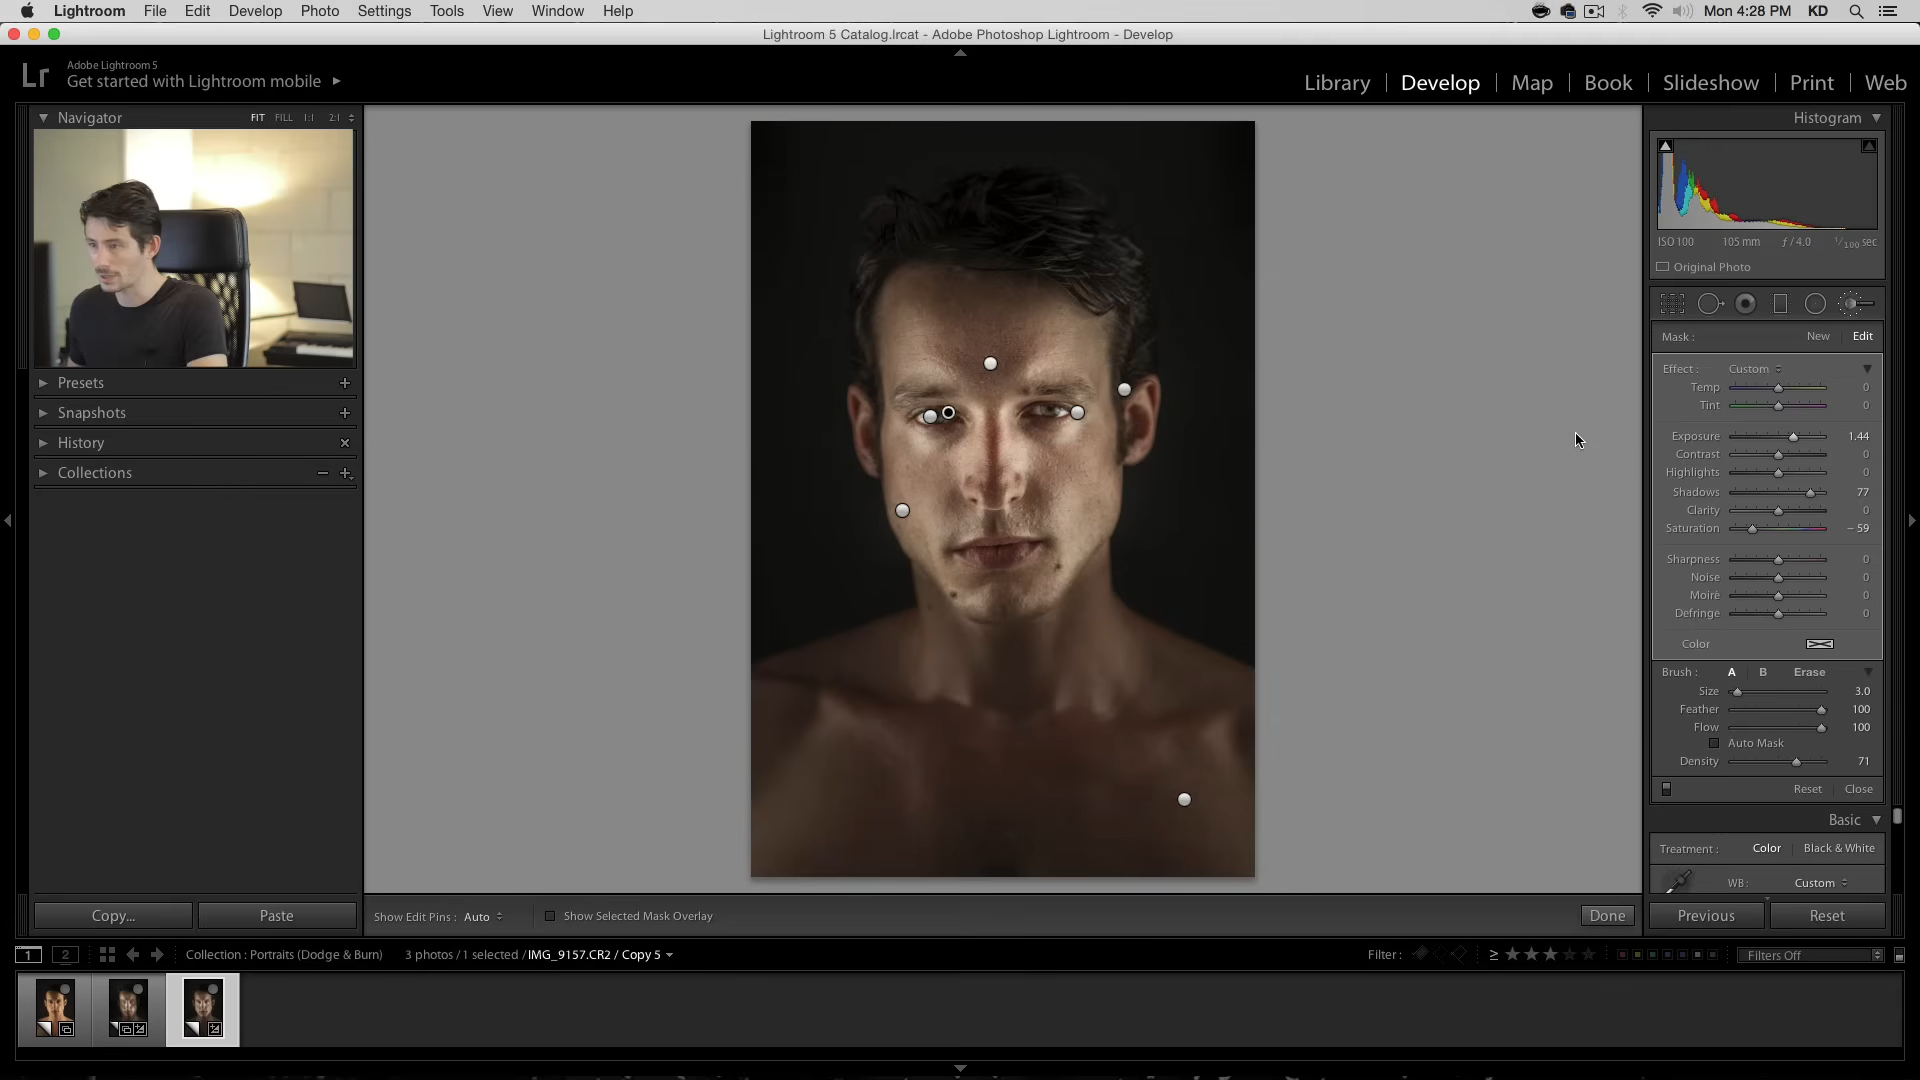 Lightroom File Edit Develop Photo Settings Tools View Window Help Mon 4:28 PM KD
Lightroom 5 Catalog.lrcat - Adobe Photoshop Lightroom - Develop
Lr Adobe Lightroom 5
Get started with Lightroom mobile
Library Develop Map Book Slideshow Print Web
Navigator FIT FILL 1:1 2:1
Presets
Snapshots
History
Collections
Copy... Paste
Histogram
ISO 100 105 mm ƒ / 4.0 1/100 sec
Original Photo
Mask : New Edit
Effect : Custom
Temp 0
Tint 0
Exposure 1.44
Contrast 0
Highlights 0
Shadows 77
Clarity 0
Saturation – 59
Sharpness 0
Noise 0
Moiré 0
Defringe 0
Color
Brush : A B Erase
Size 3.0
Feather 100
Flow 100
Auto Mask
Density 71
Reset Close
Basic
Treatment : Color Black & White
WB : Custom
Previous Reset
Show Edit Pins : Auto Show Selected Mask Overlay Done
1 2 Collection : Portraits (Dodge & Burn) 3 photos / 1 selected / IMG_9157.CR2 / Copy 5 Filter : ≥ Filters Off